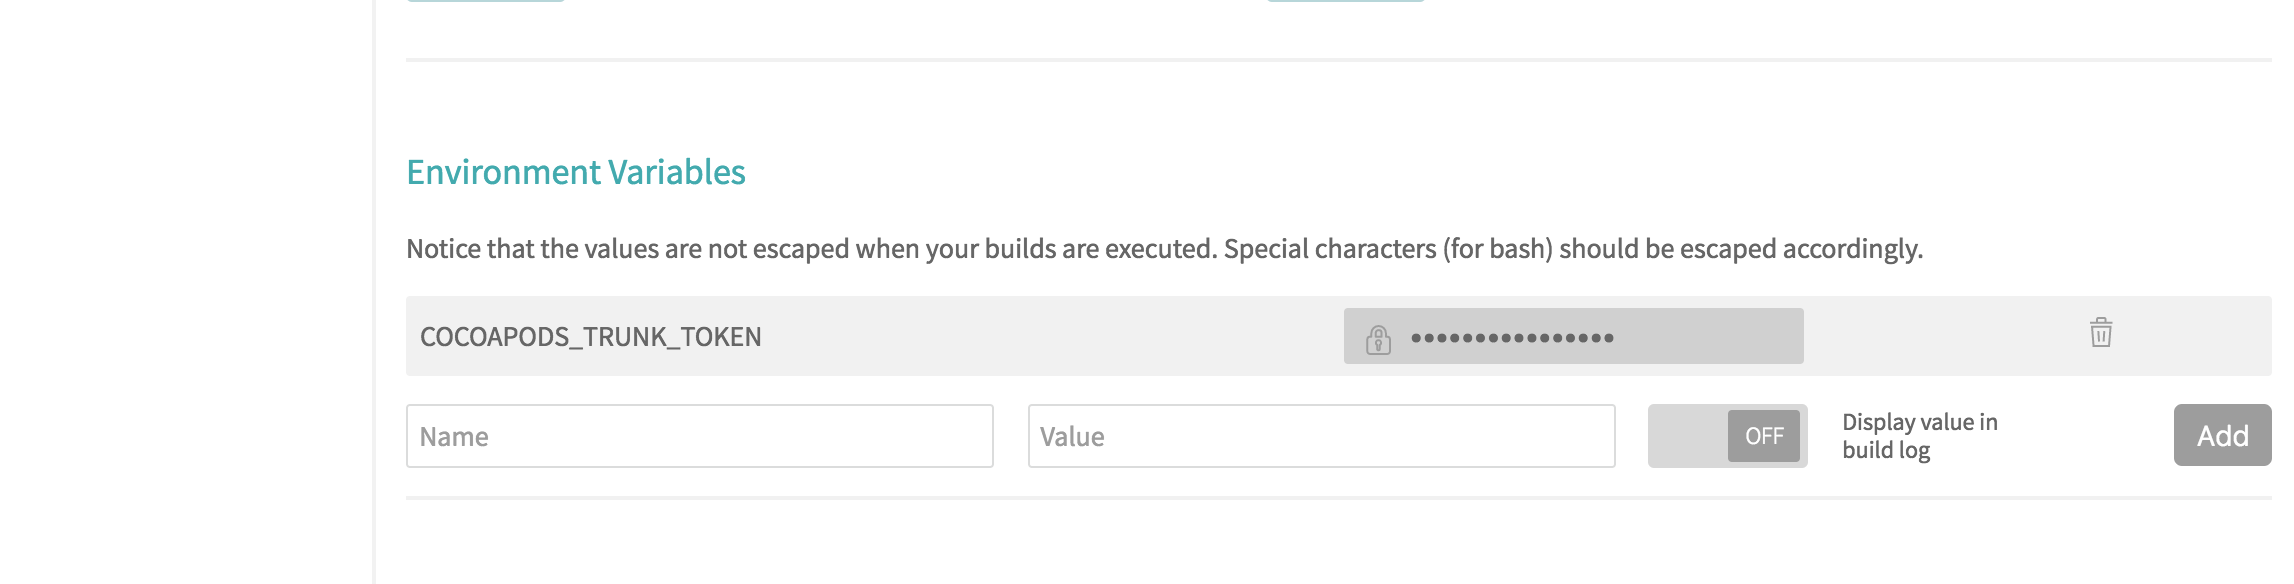 Environment Variables
Notice that the values are not escaped when your builds are executed. Special characters (for bash) should be escaped accordingly.
COCOAPODS_TRUNK_TOKEN ••••••••••••••••
Name Value OFF Display value in
build log Add